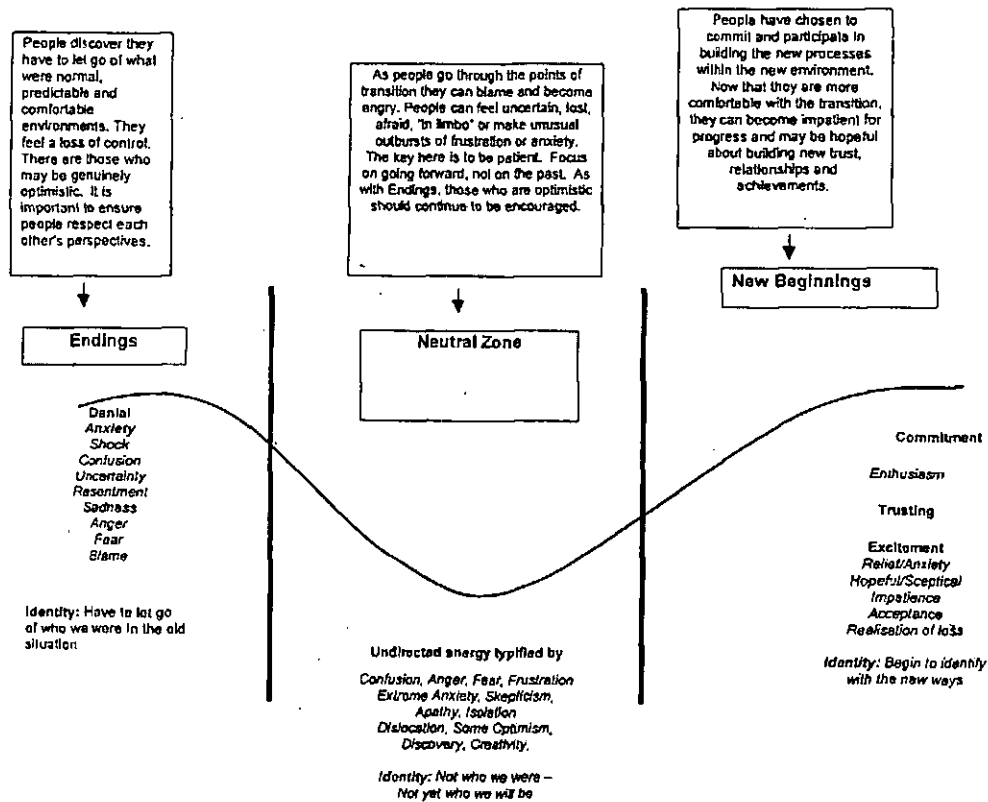 People discover they
have to let go of what
were normal,
predictable and
comfortable
environments. They
feel a loss of control.
There are those who
may be genuinely
optimistic. It is
important to ensure
people respect each
other's perspectives.
As people go through the points of
transition they can blame and become
angry. People can feel uncertain, lost,
afraid, "in limbo" or make unusual
outbursts of frustration or anxiety.
The key here is to be patient. Focus
on going forward, not on the past. As
with Endings, those who are optimistic
should continue to be encouraged.
People have chosen to
commit and participate in
building the new processes
within the new environment.
Now that they are more
comfortable with the transition,
they can become impatient for
progress and may be hopeful
about building new trust,
relationships and
achievements.
Endings
Neutral Zone
New Beginnings
Denial
Anxiety
Shock
Confusion
Uncertainty
Resentment
Sadness
Anger
Fear
Blame
Identity: Have to let go
of who we were in the old
situation
Undirected energy typified by
Confusion, Anger, Fear, Frustration
Extreme Anxiety, Skepticism,
Apathy, Isolation
Dislocation, Some Optimism,
Discovery, Creativity,
Identity: Not who we were –
Not yet who we will be
Commitment
Enthusiasm
Trusting
Excitement
Relief/Anxiety
Hopeful/Sceptical
Impatience
Acceptance
Realisation of loss
Identity: Begin to identify
with the new ways